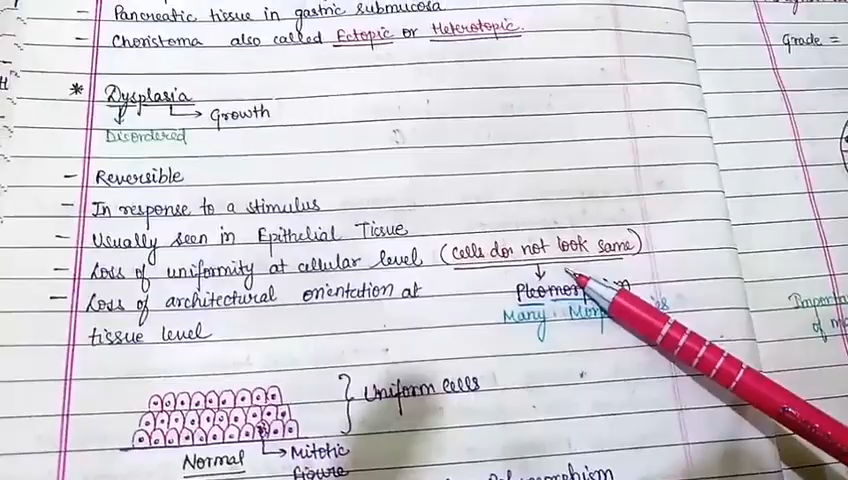 - Pancreatic tissue in gastric submucosa
- Choristoma also called Ectopic or Heterotopic.
Grade =
* Dysplasia
→ Growth
Disordered
- Reversible
- In response to a stimulus
- Usually seen in Epithelial Tissue
- Loss of uniformity at cellular level (cells dor not look same)
- Loss of architectural orientation at
tissue level
Many
Uniform cells
Normal
→ Mitotic
figure